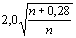 2,0√((n + 0,28)/n)